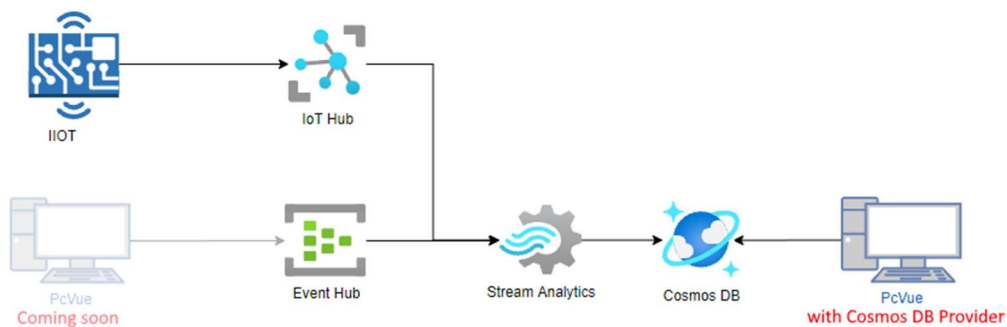 IIOT
IoT Hub
PcVue
Coming soon
Event Hub
Stream Analytics
Cosmos DB
PcVue
with Cosmos DB Provider